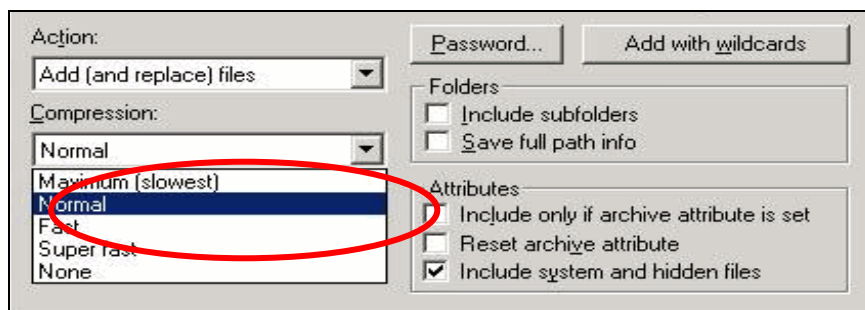 Action:
Add (and replace) files
Compression:
Normal
Maximum (slowest)
Normal
Fast
Super fast
None
Password...
Add with wildcards
Folders
Include subfolders
Save full path info
Attributes
Include only if archive attribute is set
Reset archive attribute
Include system and hidden files